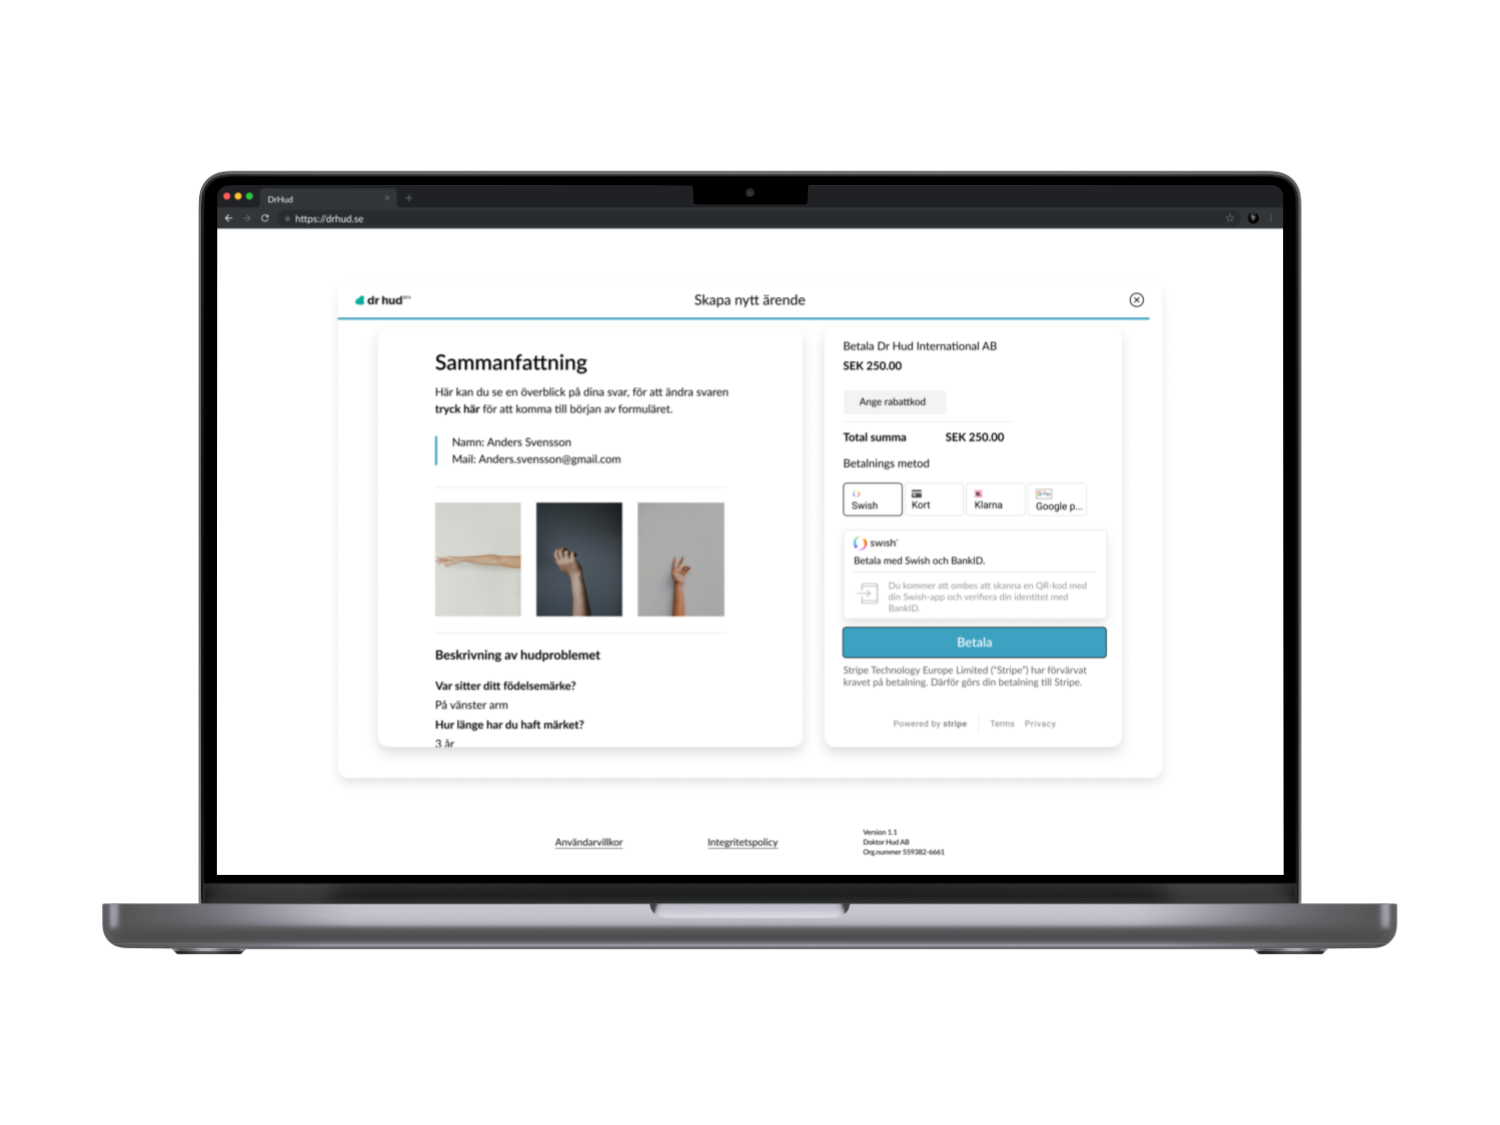 DrHud
https://drhud.se
dr hud
Skapa nytt ärende
Sammanfattning
Här kan du se en överblick på dina svar, för att ändra svaren
tryck här för att komma till början av formuläret.
Namn: Anders Svensson
Mail: Anders.svensson@gmail.com
Beskrivning av hudproblemet
Var sitter ditt födelsemärke?
På vänster arm
Hur länge har du haft märket?
3 år
Betala Dr Hud International AB
SEK 250.00
Ange rabattkod
Total summa SEK 250.00
Betalnings metod
Swish
Kort
K.
Klarna
G Pay
Google p...
swish
Betala med Swish och BankID.
Du kommer att ombes att skanna en QR-kod med
din Swish-app och verifiera din identitet med
BankID.
Betala
Stripe Technology Europe Limited ("Stripe") har förvärvat
kravet på betalning. Därför görs din betalning till Stripe.
Powered by stripe Terms Privacy
Användarvillkor
Integritetspolicy
Version 1.1
Doktor Hud AB
Org.nummer 559382-6661